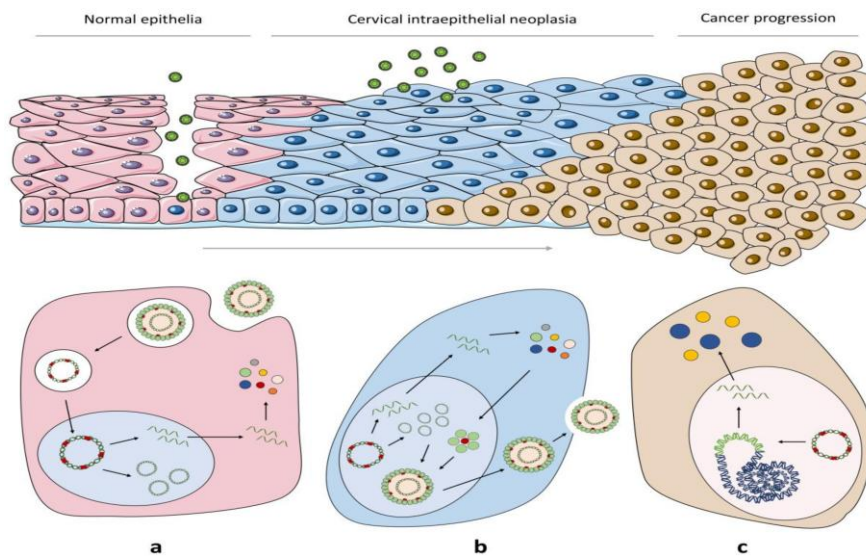 Normal epithelia
Cervical intraepithelial neoplasia
Cancer progression
a
b
c